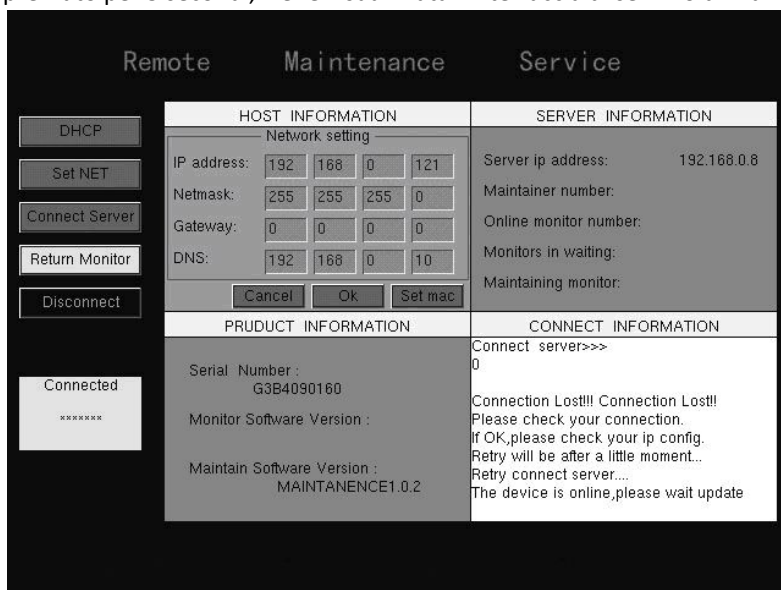 Remote Maintenance Service
DHCP
Set NET
Connect Server
Return Monitor
Disconnect
Connected
*******
HOST INFORMATION
Network setting
IP address: 192 168 0 121
Netmask: 255 255 255 0
Gateway: 0 0 0 0
DNS: 192 168 0 10
Cancel Ok Set mac
SERVER INFORMATION
Server ip address: 192.168.0.8
Maintainer number:
Online monitor number:
Monitors in waiting:
Maintaining monitor:
PRUDUCT INFORMATION
Serial Number :
G3B4090160
Monitor Software Version :
Maintain Software Version :
MAINTANENCE1.0.2
CONNECT INFORMATION
Connect server>>>
0
Connection Lost!!! Connection Lost!!
Please check your connection.
If OK,please check your ip config.
Retry will be after a little moment...
Retry connect server....
The device is online,please wait update